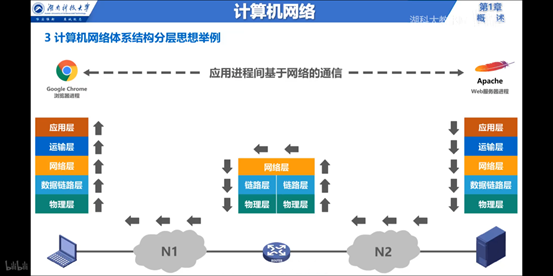 湖南科技大学
计算机网络
湖科大教
第1章
概 述
3 计算机网络体系结构分层思想举例
应用进程间基于网络的通信
Google Chrome
浏览器进程
Apache
Web服务器进程
应用层
运输层
网络层
数据链路层
物理层
网络层
链路层 链路层
物理层 物理层
应用层
运输层
网络层
数据链路层
物理层
N1
N2
bilibili